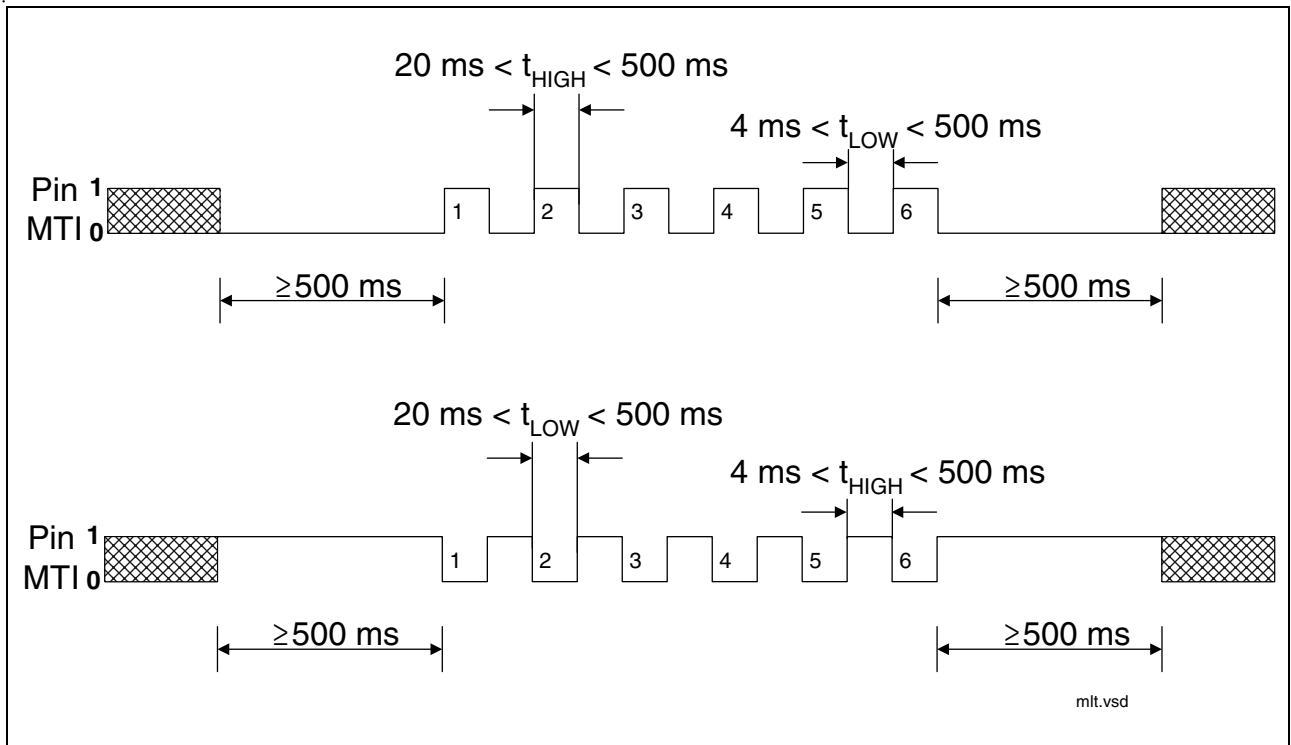 20 ms < tHIGH < 500 ms
4 ms < tLOW < 500 ms
Pin 1
MTI 0
1 2 3 4 5 6
≥500 ms ≥500 ms
20 ms < tLOW < 500 ms
4 ms < tHIGH < 500 ms
Pin 1
MTI 0
1 2 3 4 5 6
≥500 ms ≥500 ms
mlt.vsd